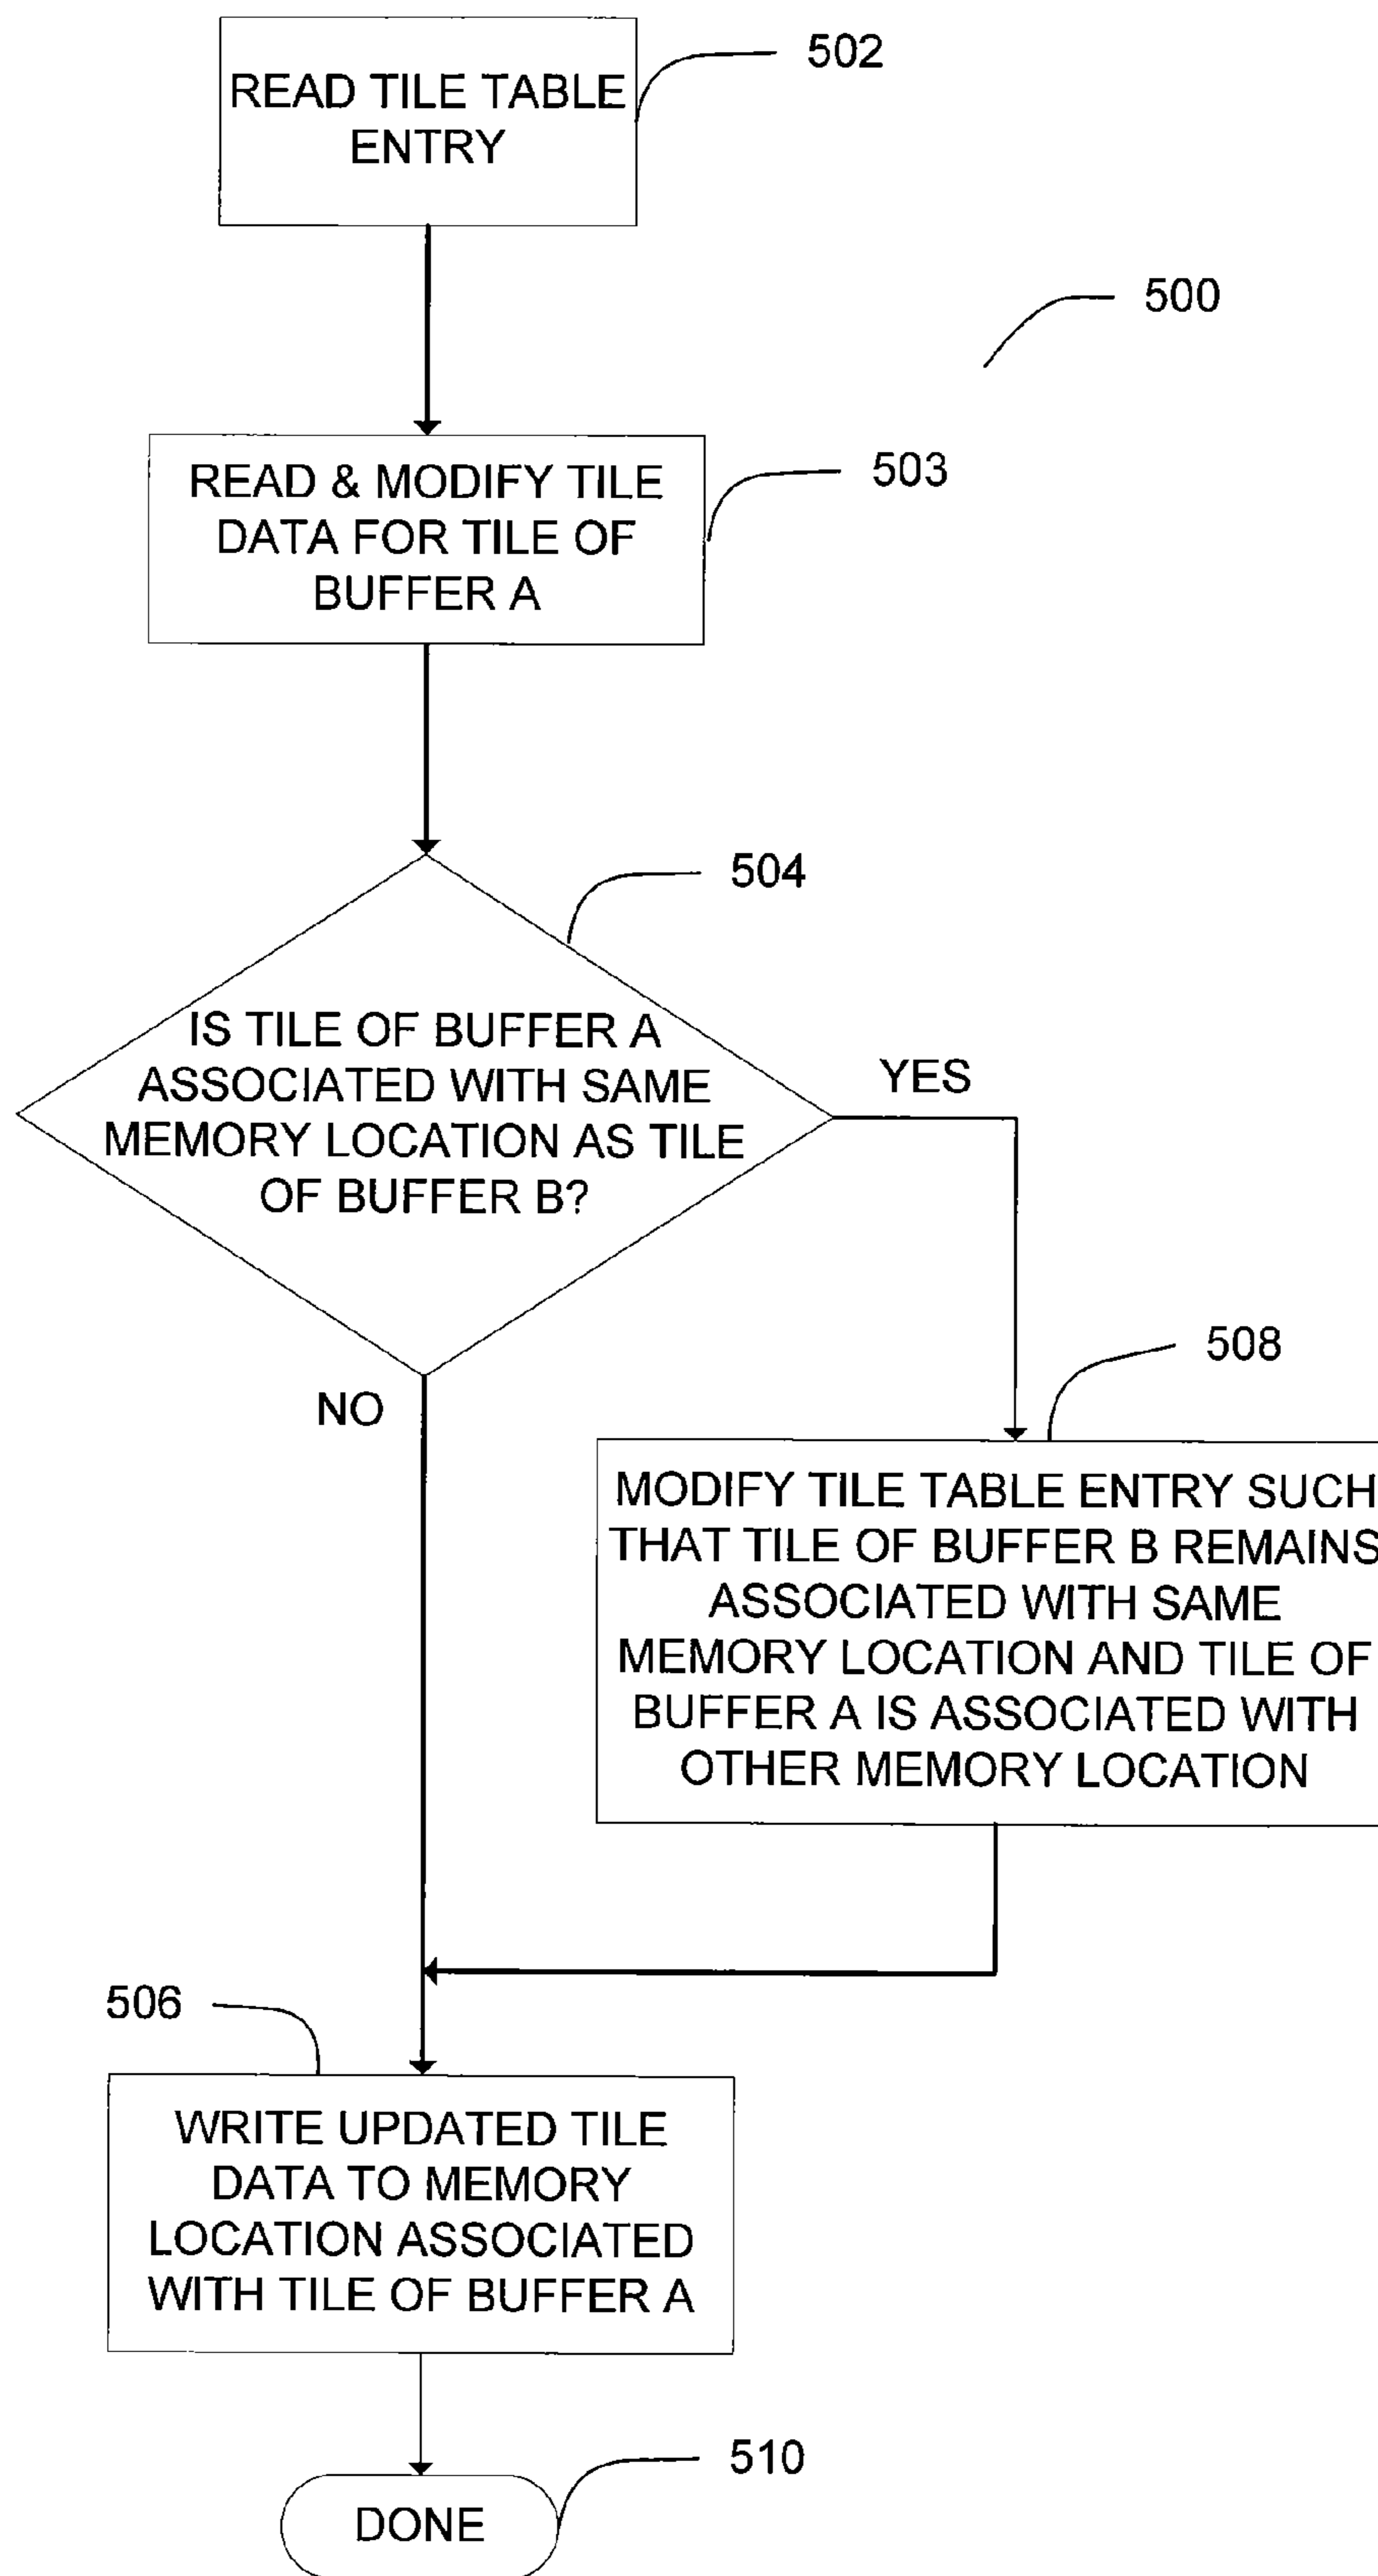 502
READ TILE TABLE
ENTRY
500
503
READ & MODIFY TILE
DATA FOR TILE OF
BUFFER A
504
IS TILE OF BUFFER A
ASSOCIATED WITH SAME
MEMORY LOCATION AS TILE
OF BUFFER B?
YES
NO
508
MODIFY TILE TABLE ENTRY SUCH
THAT TILE OF BUFFER B REMAINS
ASSOCIATED WITH SAME
MEMORY LOCATION AND TILE OF
BUFFER A IS ASSOCIATED WITH
OTHER MEMORY LOCATION
506
WRITE UPDATED TILE
DATA TO MEMORY
LOCATION ASSOCIATED
WITH TILE OF BUFFER A
510
DONE